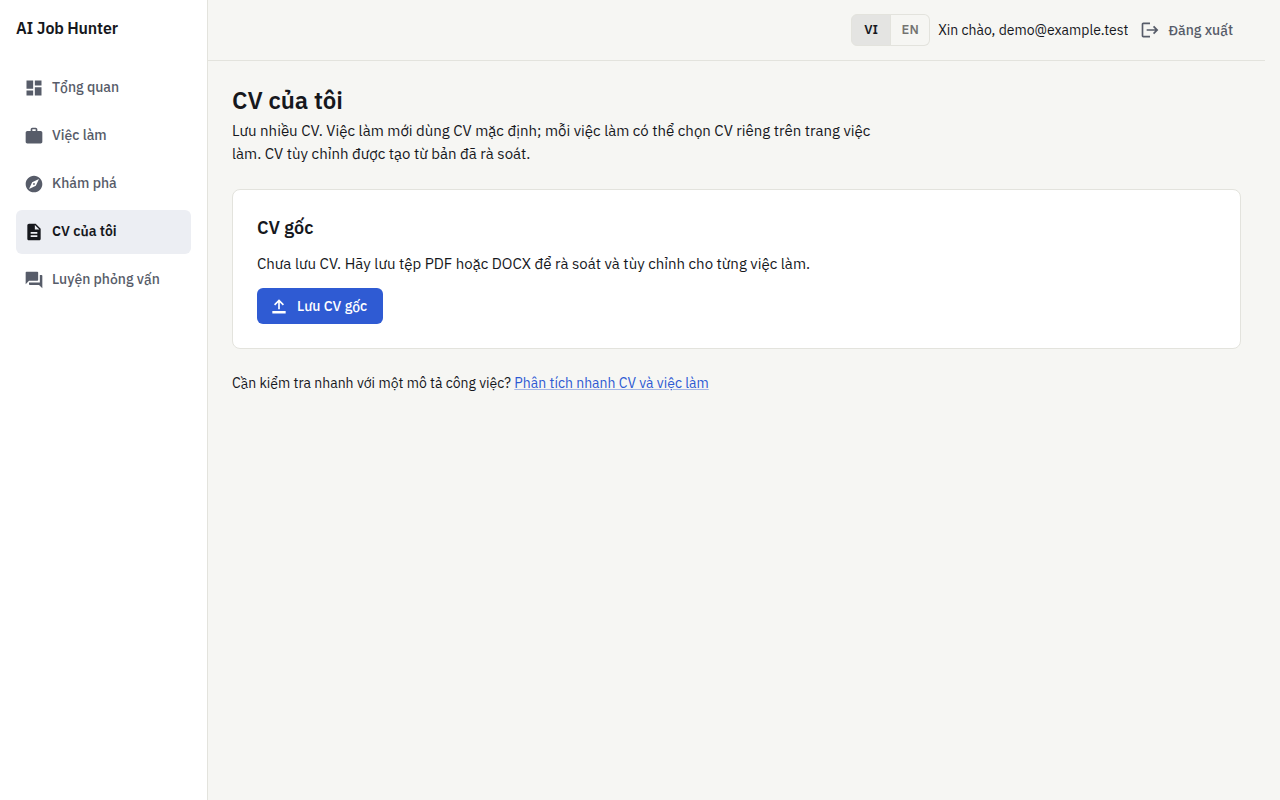 AI Job Hunter
VI EN Xin chào, demo@example.test Đăng xuất
Tổng quan
Việc làm
Khám phá
CV của tôi
Luyện phỏng vấn
CV của tôi
Lưu nhiều CV. Việc làm mới dùng CV mặc định; mỗi việc làm có thể chọn CV riêng trên trang việc
làm. CV tùy chỉnh được tạo từ bản đã rà soát.
CV gốc
Chưa lưu CV. Hãy lưu tệp PDF hoặc DOCX để rà soát và tùy chỉnh cho từng việc làm.
Lưu CV gốc
Cần kiểm tra nhanh với một mô tả công việc? Phân tích nhanh CV và việc làm